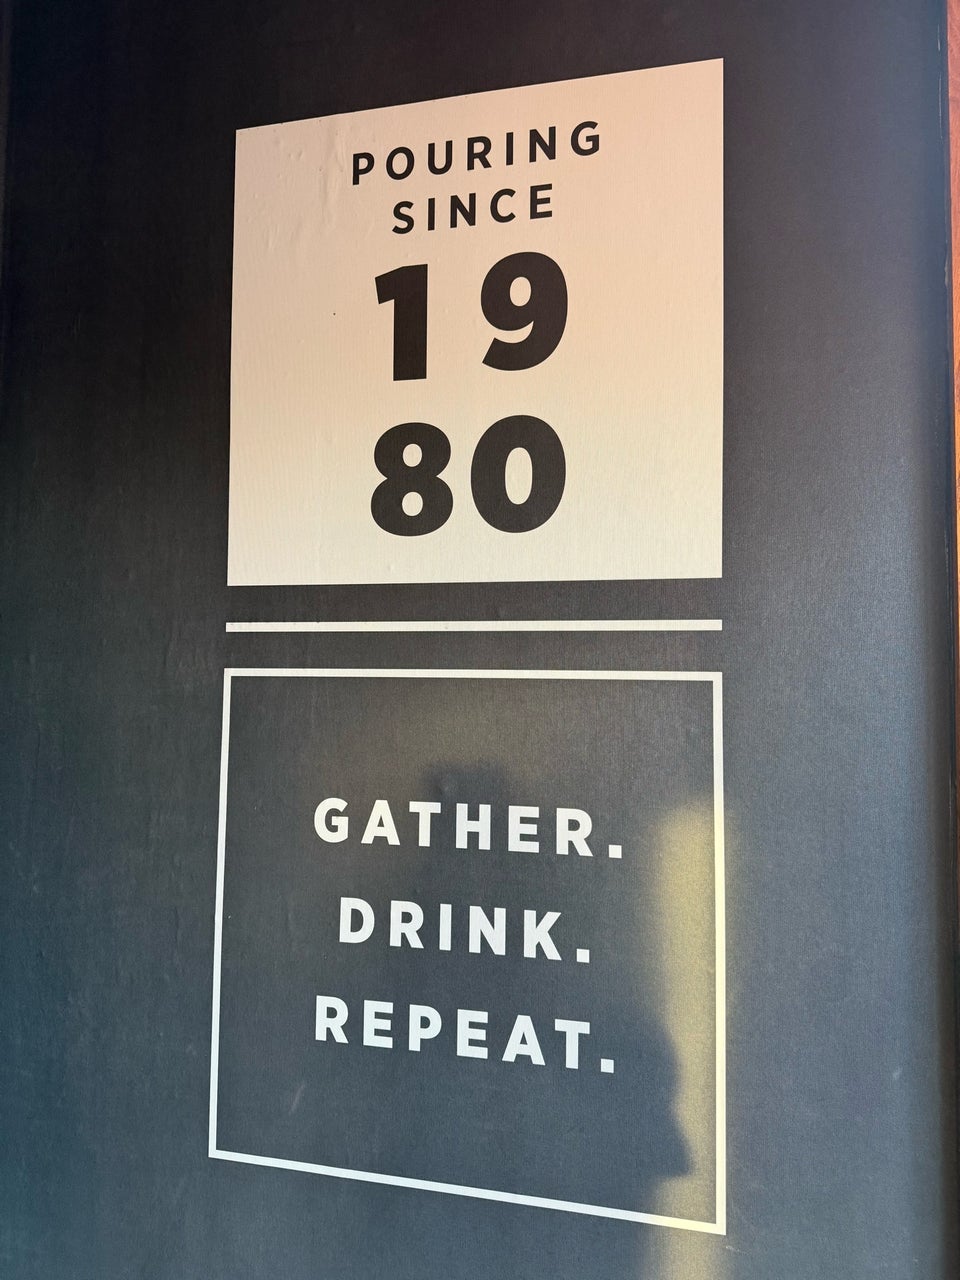 POURING
SINCE
19
80
GATHER.
DRINK.
REPEAT.